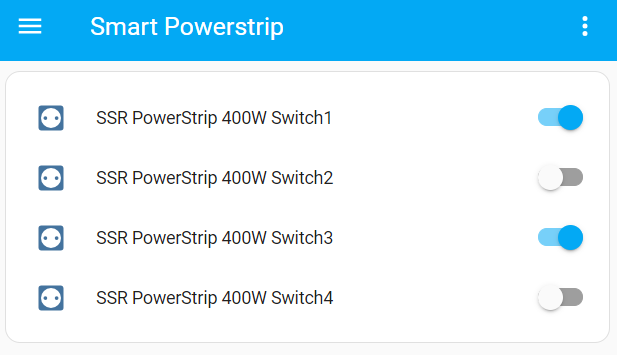 Smart Powerstrip
SSR PowerStrip 400W Switch1
SSR PowerStrip 400W Switch2
SSR PowerStrip 400W Switch3
SSR PowerStrip 400W Switch4